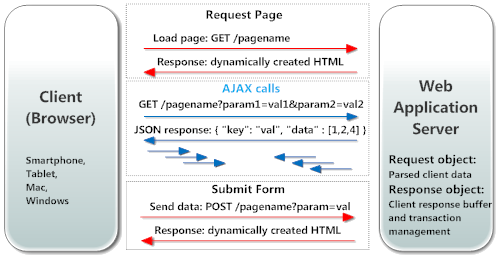 Client
(Browser)
Smartphone,
Tablet,
Mac,
Windows
Request Page
Load page: GET /pagename
Response: dynamically created HTML
AJAX calls
GET /pagename?param1=val1&param2=val2
JSON response: { "key": "val", "data" : [1,2,4] }
Submit Form
Send data: POST /pagename?param=val
Response: dynamically created HTML
Web
Application
Server
Request object:
Parsed client data
Response object:
Client response buffer
and transaction
management